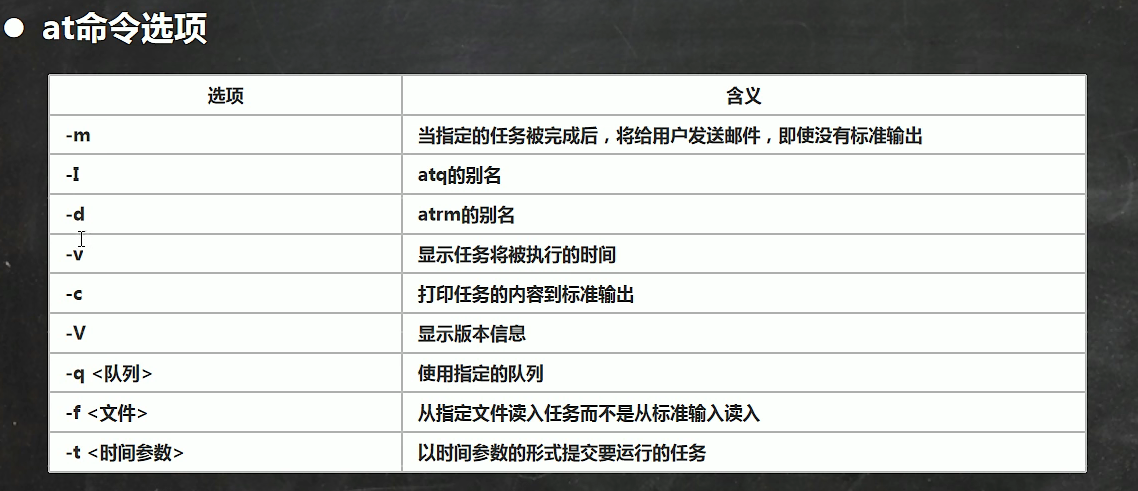 ● at命令选项
选项 含义
-m 当指定的任务被完成后，将给用户发送邮件，即使没有标准输出
-I atq的别名
-d atrm的别名
-v 显示任务将被执行的时间
-c 打印任务的内容到标准输出
-V 显示版本信息
-q <队列> 使用指定的队列
-f <文件> 从指定文件读入任务而不是从标准输入读入
-t <时间参数> 以时间参数的形式提交要运行的任务